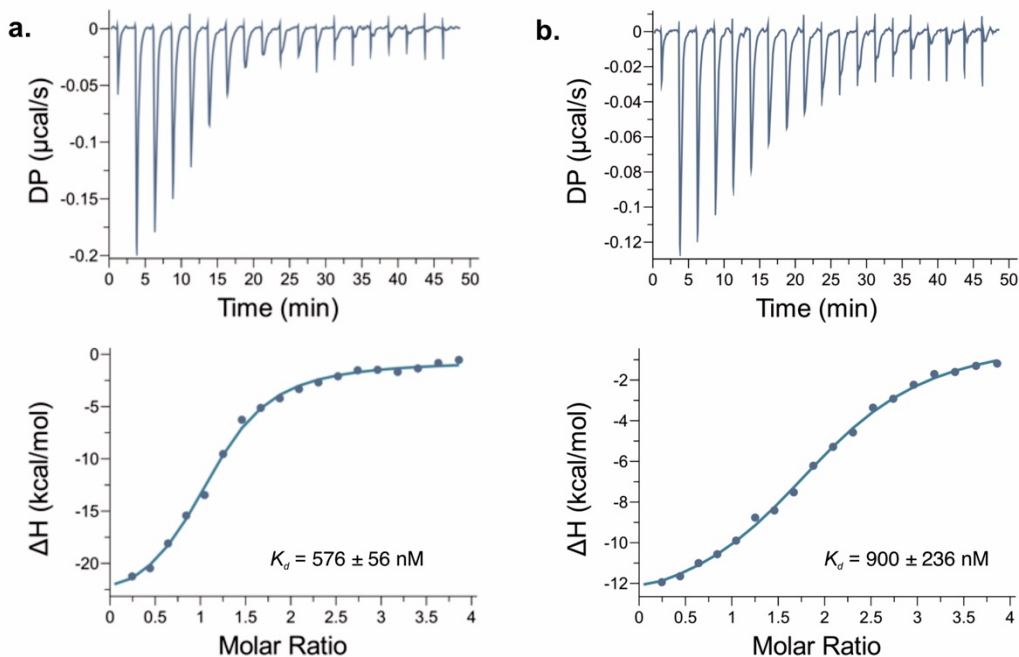 a.
DP (µcal/s)
0
-0.05
-0.1
-0.15
-0.2
0 5 10 15 20 25 30 35 40 45 50
Time (min)
b.
DP (µcal/s)
0
-0.02
-0.04
-0.06
-0.08
-0.1
-0.12
0 5 10 15 20 25 30 35 40 45 50
Time (min)
ΔH (kcal/mol)
0
-5
-10
-15
-20
K_d = 576 ± 56 nM
0 0.5 1 1.5 2 2.5 3 3.5 4
Molar Ratio
ΔH (kcal/mol)
-2
-4
-6
-8
-10
-12
K_d = 900 ± 236 nM
0 0.5 1 1.5 2 2.5 3 3.5 4
Molar Ratio